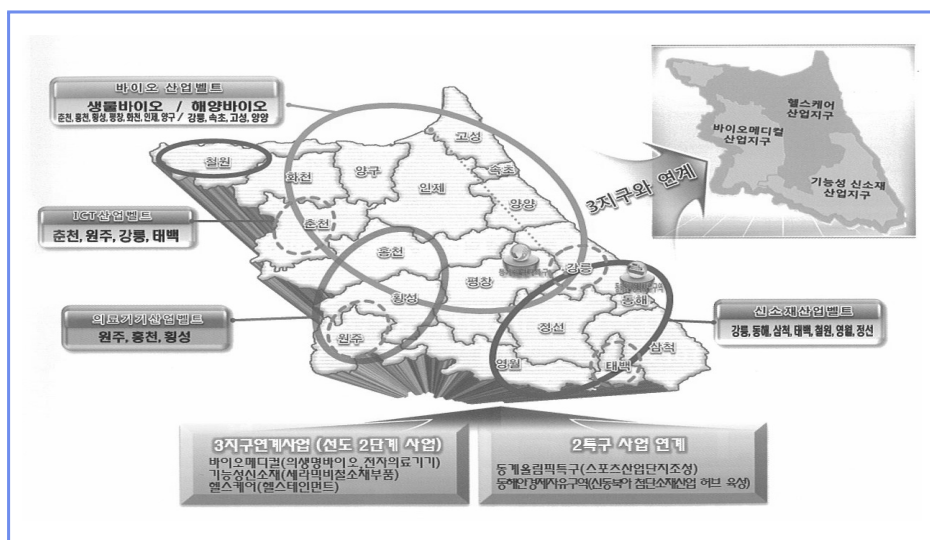 바이오 산업벨트
생물바이오 / 해양바이오
춘천, 홍천, 횡성, 평창, 화천, 인제, 양구 / 강릉, 속초, 고성, 양양
철원
화천
양구
인제
고성
속초
양양
춘천
ICT산업벨트
춘천, 원주, 강릉, 태백
홍천
횡성
평창
강릉
동해
의료기기산업벨트
원주, 홍천, 횡성
원주
정선
영월
태백
삼척
신소재산업벨트
강릉, 동해, 삼척, 태백, 철원, 영월, 정선
3지구와 연계
헬스케어
산업지구
바이오메디컬
산업지구
기능성 신소재
산업지구
3지구연계사업 (선도 2단계 사업)
바이오메디컬(의생명바이오 전자의료기기)
기능성신소재(세라믹비철소재부품)
헬스케어(헬스테인먼트)
2특구 사업 연계
동계올림픽특구(스포츠산업단지조성)
동해안경제자유구역(신동북아 첨단소재산업 허브 육성)